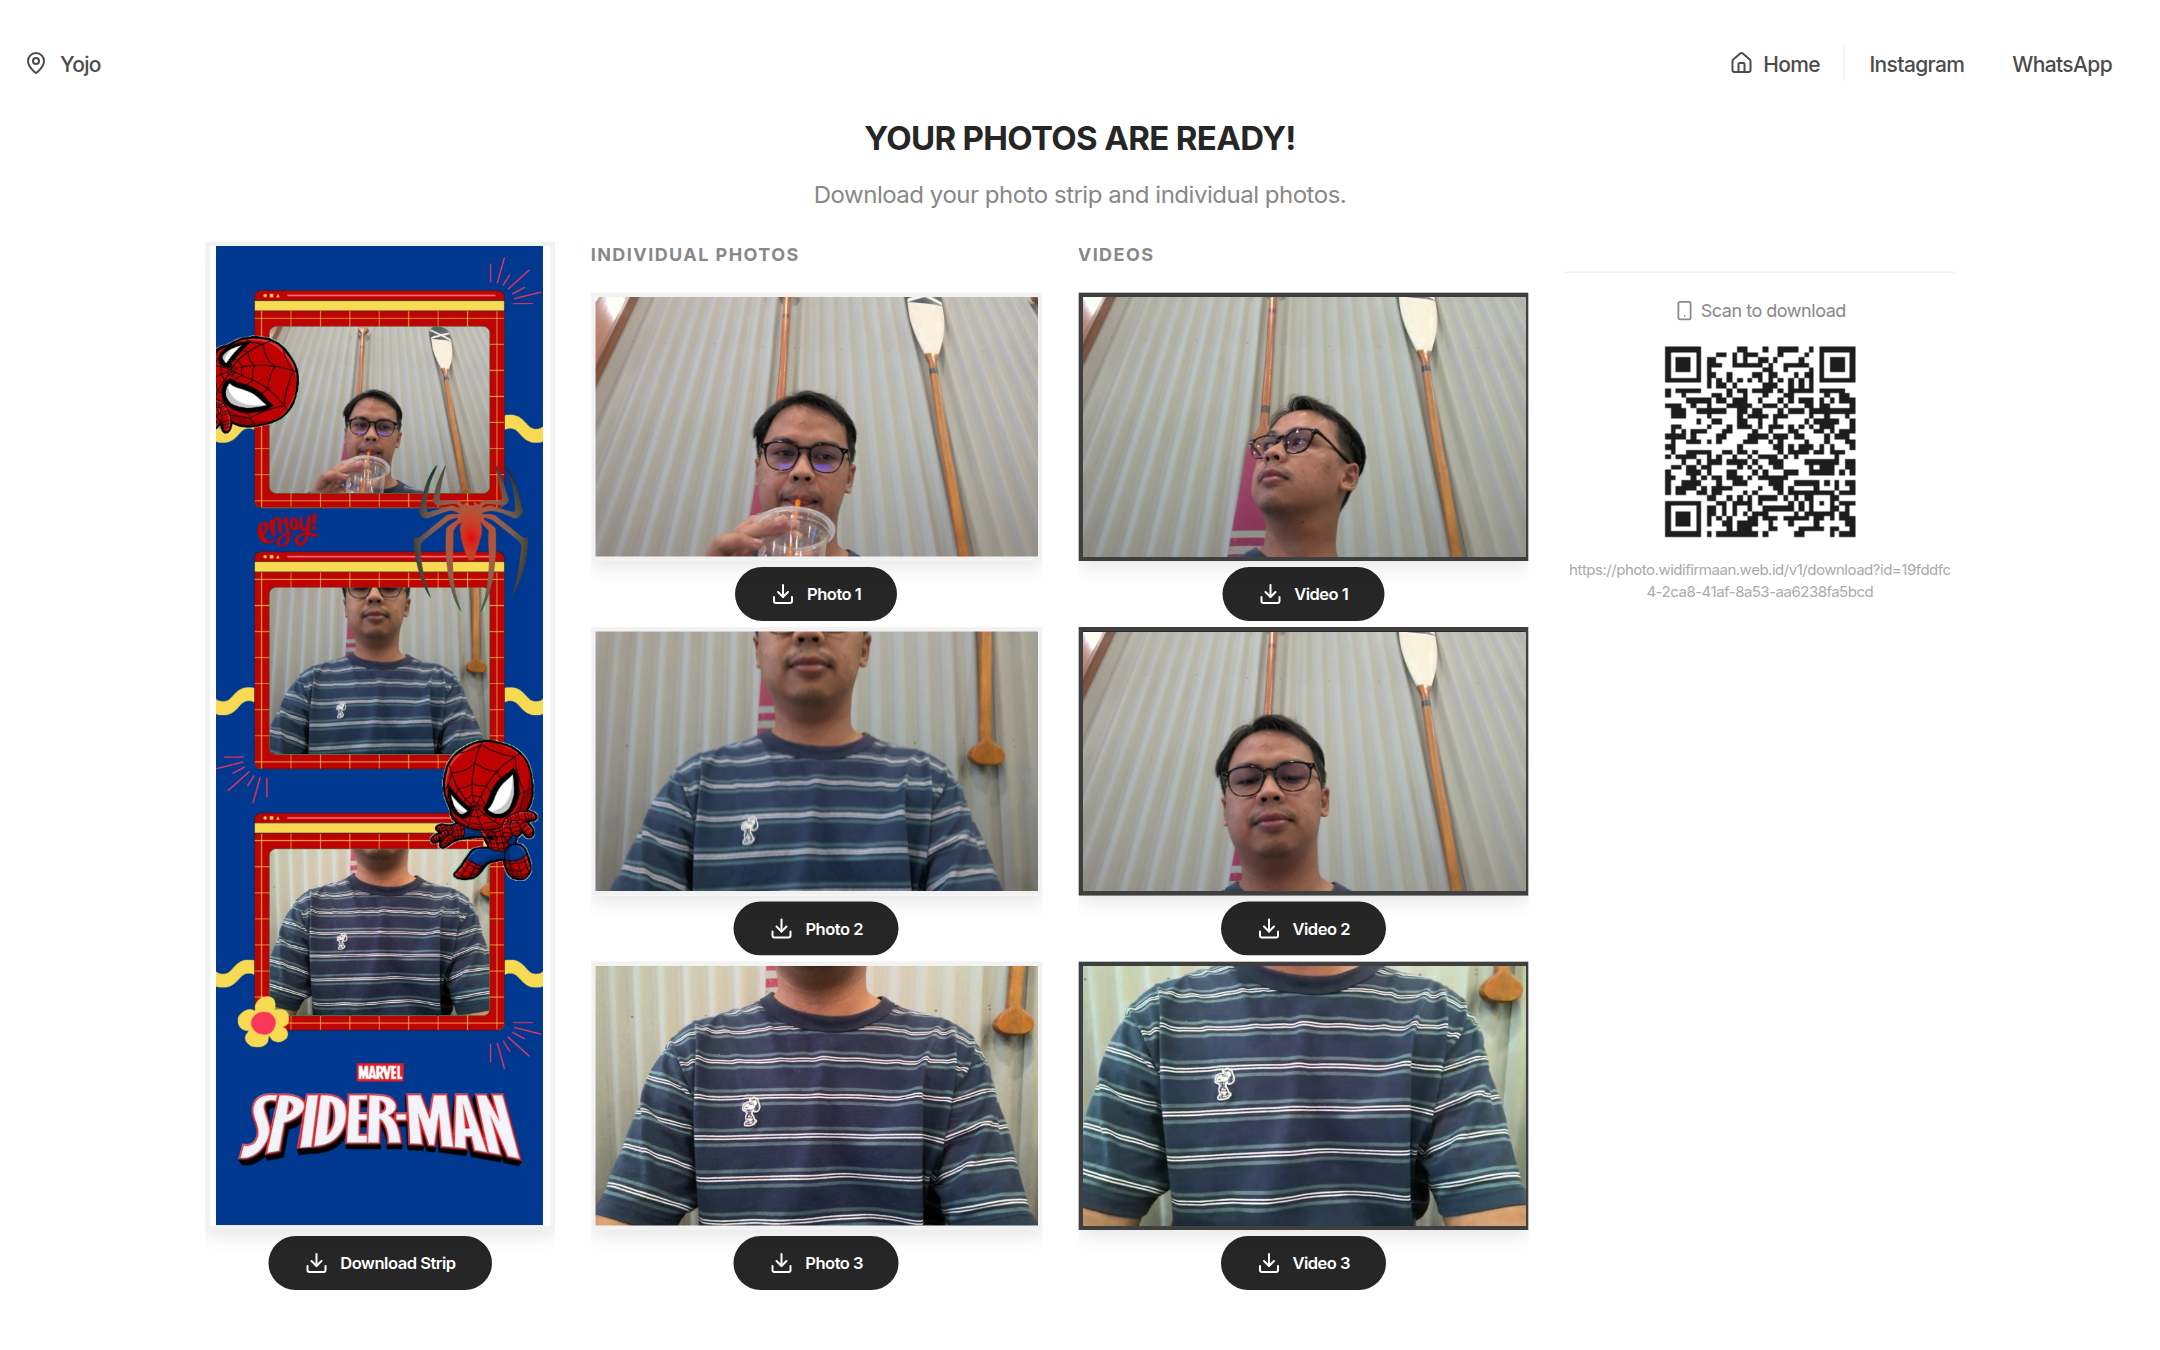 Yojo
Home
Instagram
WhatsApp
YOUR PHOTOS ARE READY!
Download your photo strip and individual photos.
enjoy!
MARVEL
SPIDER-MAN
Download Strip
INDIVIDUAL PHOTOS
Photo 1
Photo 2
Photo 3
VIDEOS
Video 1
Video 2
Video 3
Scan to download
https://photo.widifirmaan.web.id/v1/download?id=19fddfc
4-2ca8-41af-8a53-aa6238fa5bcd